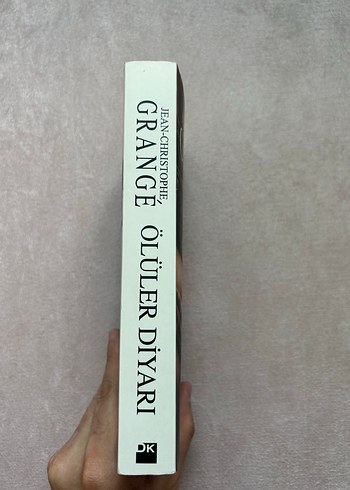 JEAN-CHRISTOPHE
GRANGÉ
ÖLÜLER DİYARI
DK